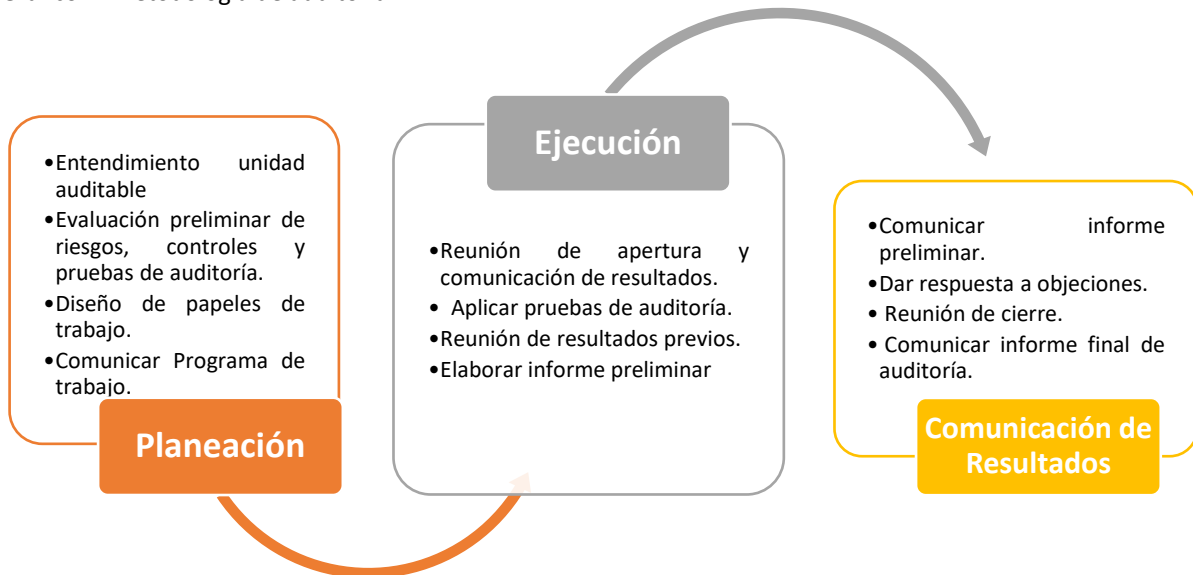 •Entendimiento unidad
auditable
•Evaluación preliminar de
riesgos, controles y
pruebas de auditoría.
•Diseño de papeles de
trabajo.
•Comunicar Programa de
trabajo.
Planeación
Ejecución
•Reunión de apertura y
comunicación de resultados.
• Aplicar pruebas de auditoría.
•Reunión de resultados previos.
•Elaborar informe preliminar
•Comunicar informe
preliminar.
•Dar respuesta a objeciones.
• Reunión de cierre.
• Comunicar informe final de
auditoría.
Comunicación de
Resultados